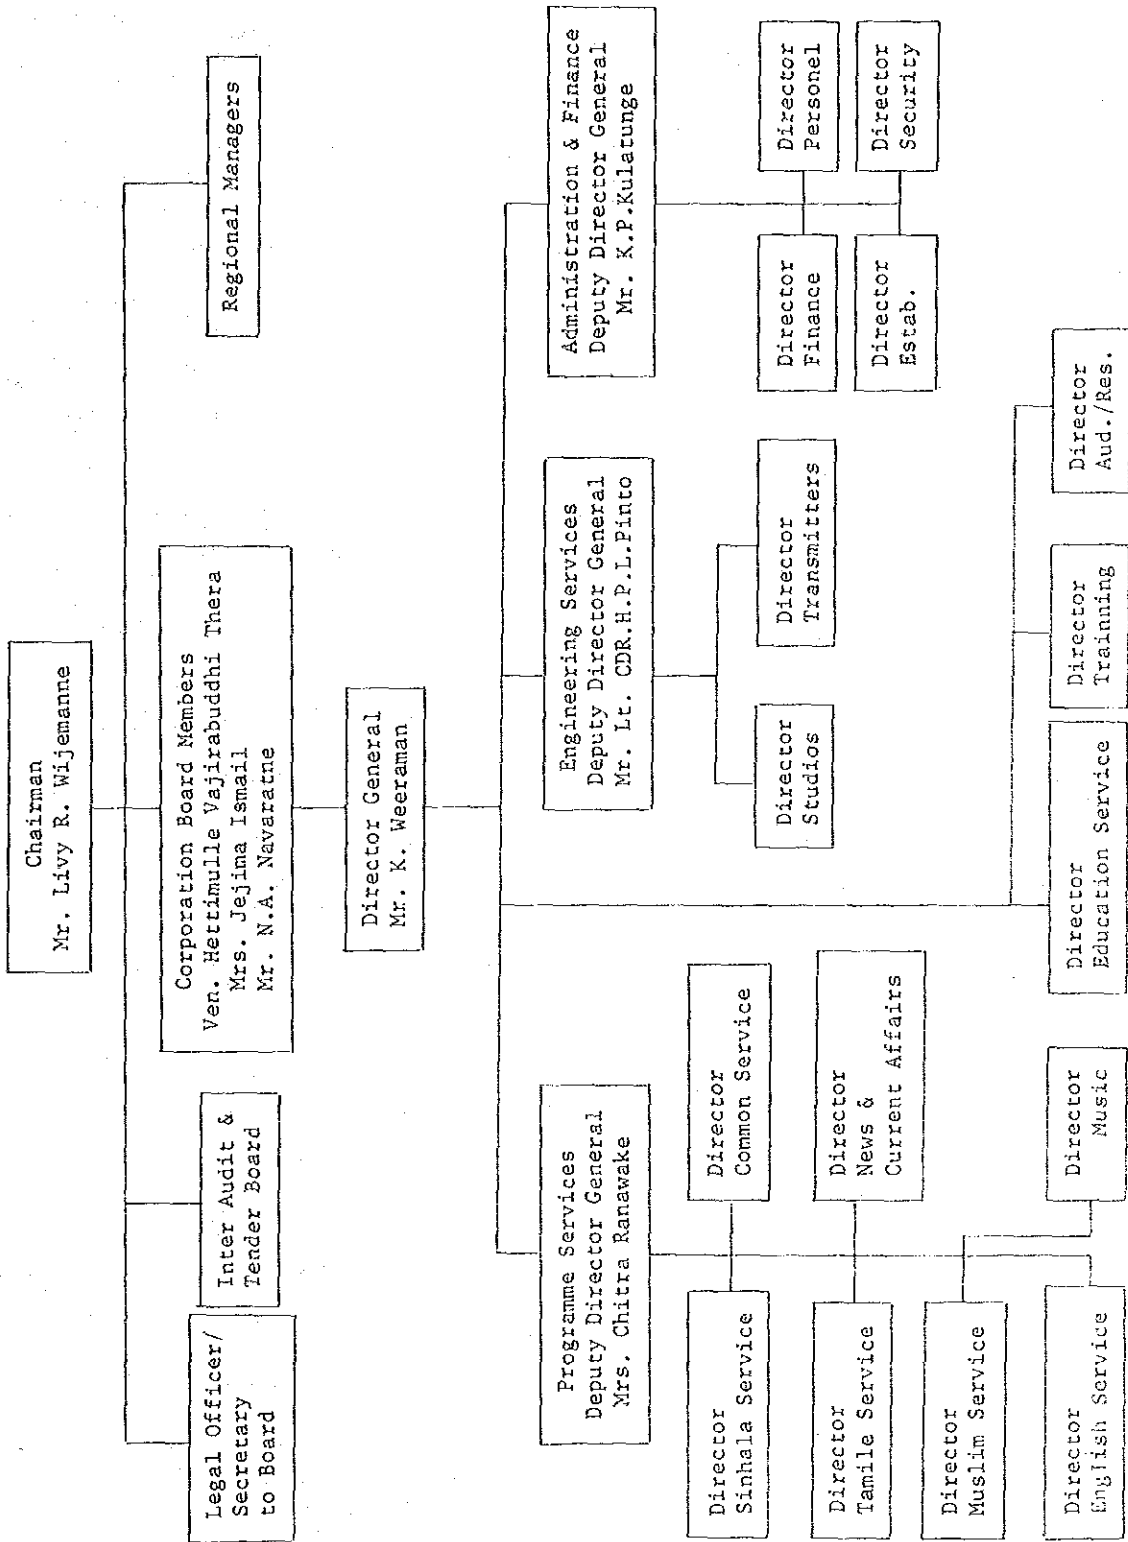 Chairman
Mr. Livy R. Wijemanne
Legal Officer/
Secretary
to Board
Inter Audit &
Tender Board
Corporation Board Members
Ven. Hettimulle Vajirabuddhi Thera
Mrs. Jejima Ismail
Mr. N.A. Navaratne
Regional Managers
Director General
Mr. K. Weeraman
Programme Services
Deputy Director General
Mrs. Chitra Ranawake
Engineering Services
Deputy Director General
Mr. Lt. CDR.H.P.L.Pinto
Administration & Finance
Deputy Director General
Mr. K.P.Kulatunge
Director
Sinhala Service
Director
Common Service
Director
Tamile Service
Director
News &
Current Affairs
Director
Muslim Service
Director
Music
Director
English Service
Director
Studios
Director
Transmitters
Director
Finance
Director
Personel
Director
Estab.
Director
Security
Director
Education Service
Director
Trainning
Director
Aud./Res.